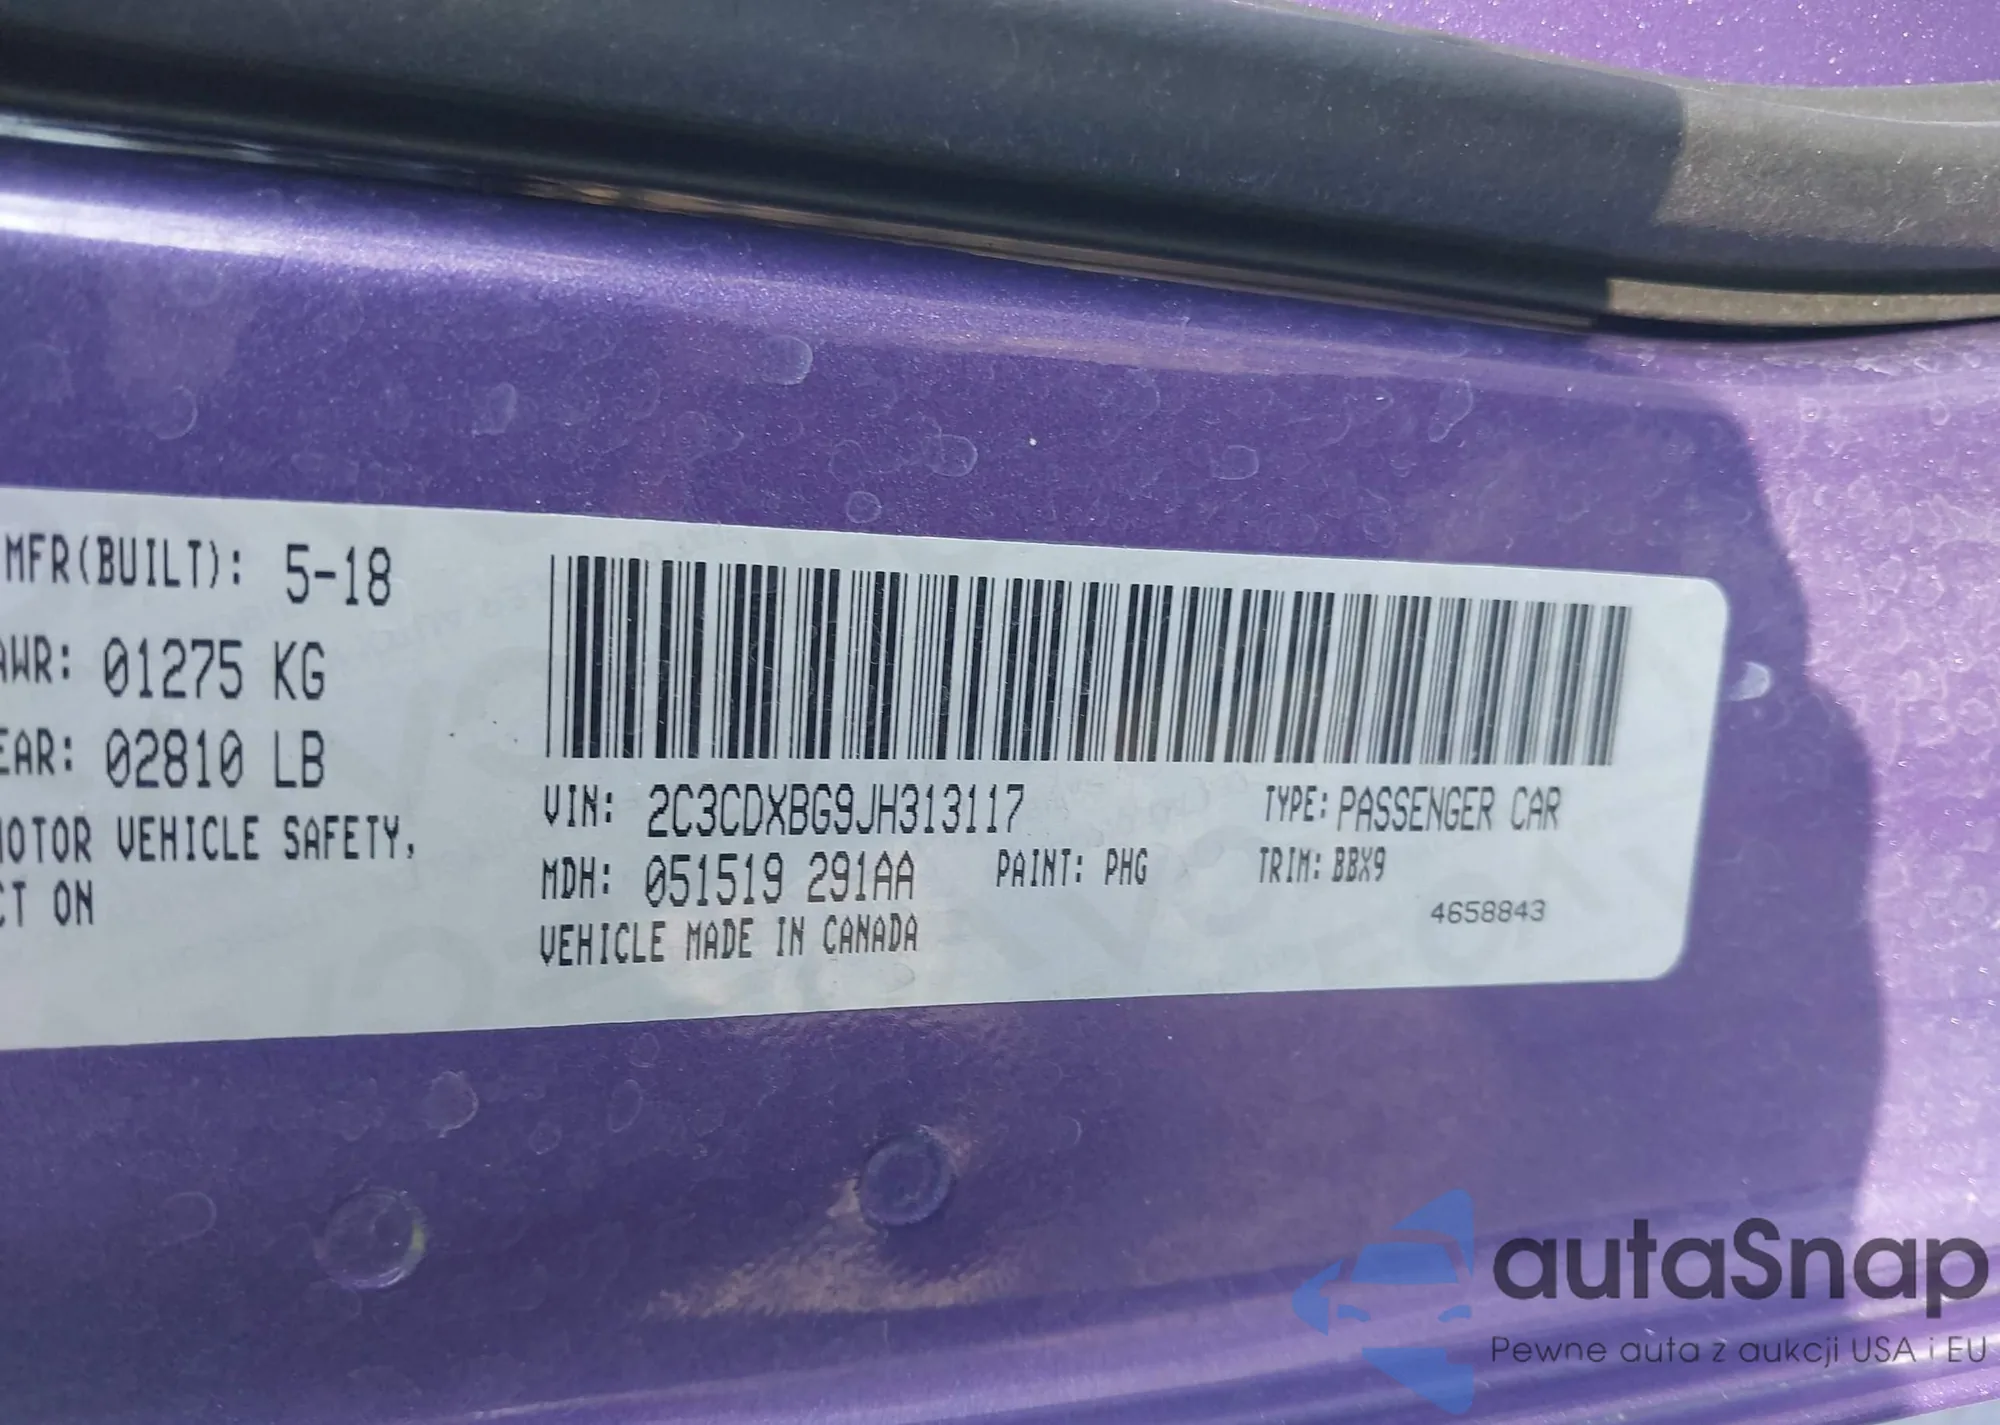 MFR(BUILT): 5-18
AWR: 01275 KG
EAR: 02810 LB
MOTOR VEHICLE SAFETY,
CT ON
VIN: 2C3CDXBG9JH313117
TYPE: PASSENGER CAR
MDH: 051519 291AA
PAINT: PHG
TRIM: BBX9
VEHICLE MADE IN CANADA
4658843
autaSnap
Pewne auta z aukcji USA i EU